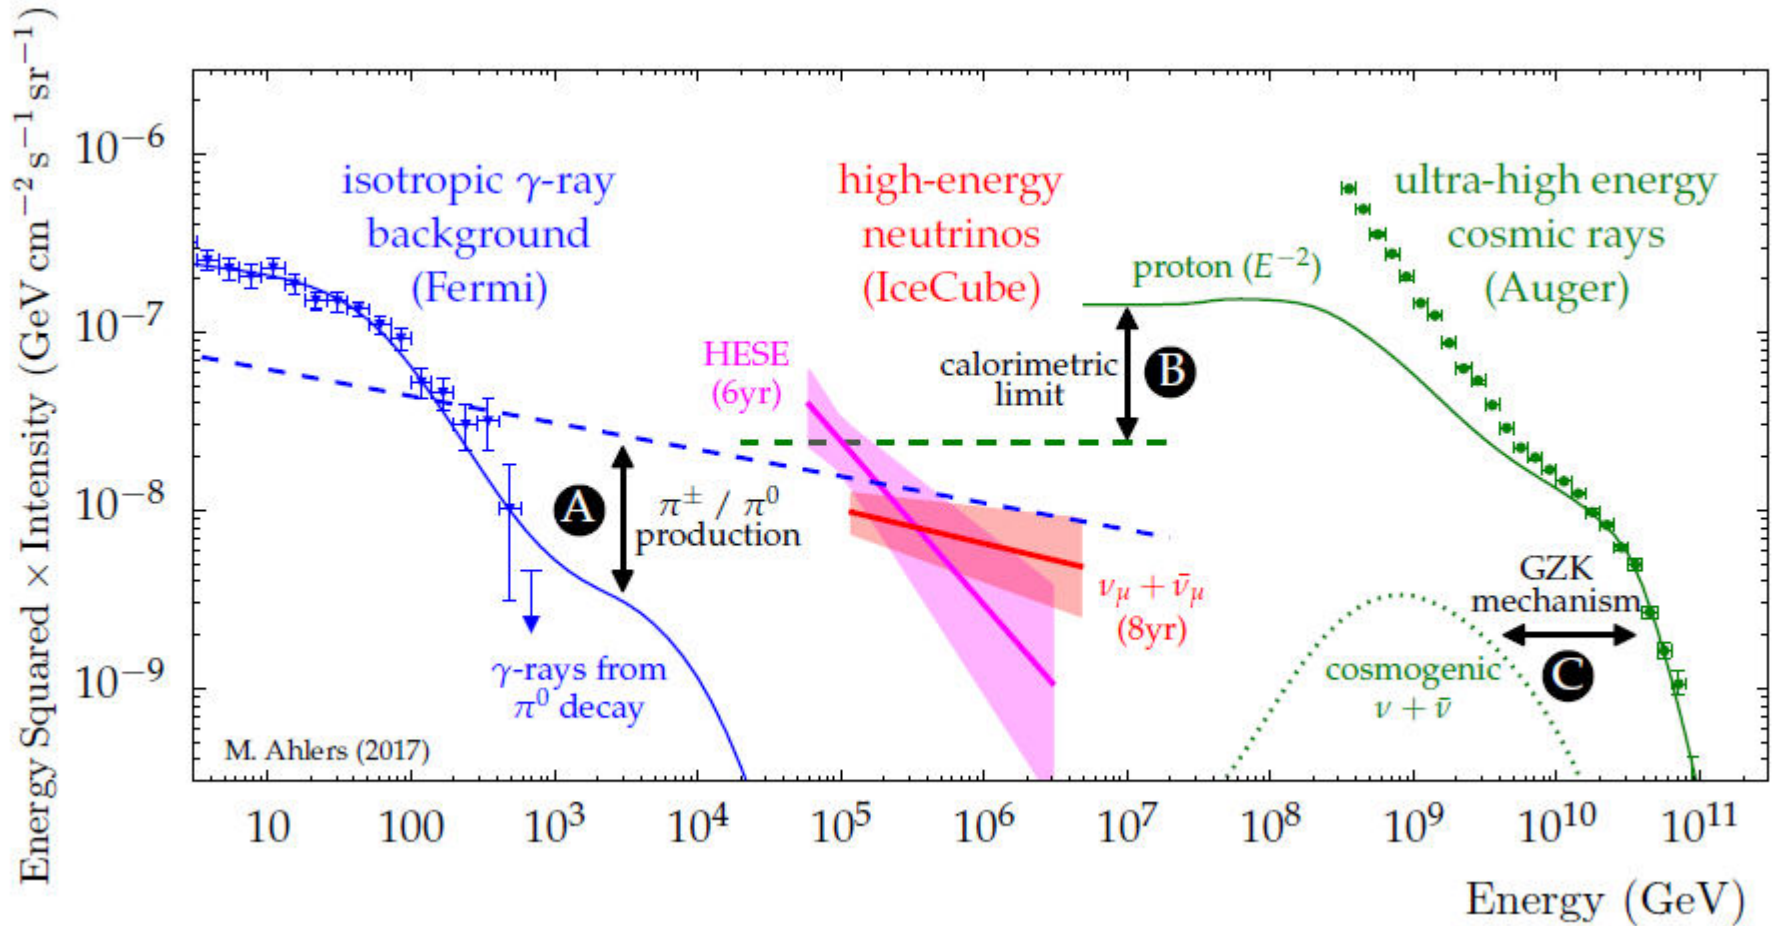 Energy Squared × Intensity (GeV cm⁻² s⁻¹ sr⁻¹)
10⁻⁶
10⁻⁷
10⁻⁸
10⁻⁹
isotropic γ-ray
background
(Fermi)
high-energy
neutrinos
(IceCube)
ultra-high energy
cosmic rays
(Auger)
proton (E⁻²)
HESE
(6yr)
calorimetric
limit
B
A
π± / π⁰
production
νμ + ν̄μ
(8yr)
GZK
mechanism
C
γ-rays from
π⁰ decay
cosmogenic
ν + ν̄
M. Ahlers (2017)
10 100 10³ 10⁴ 10⁵ 10⁶ 10⁷ 10⁸ 10⁹ 10¹⁰ 10¹¹
Energy (GeV)